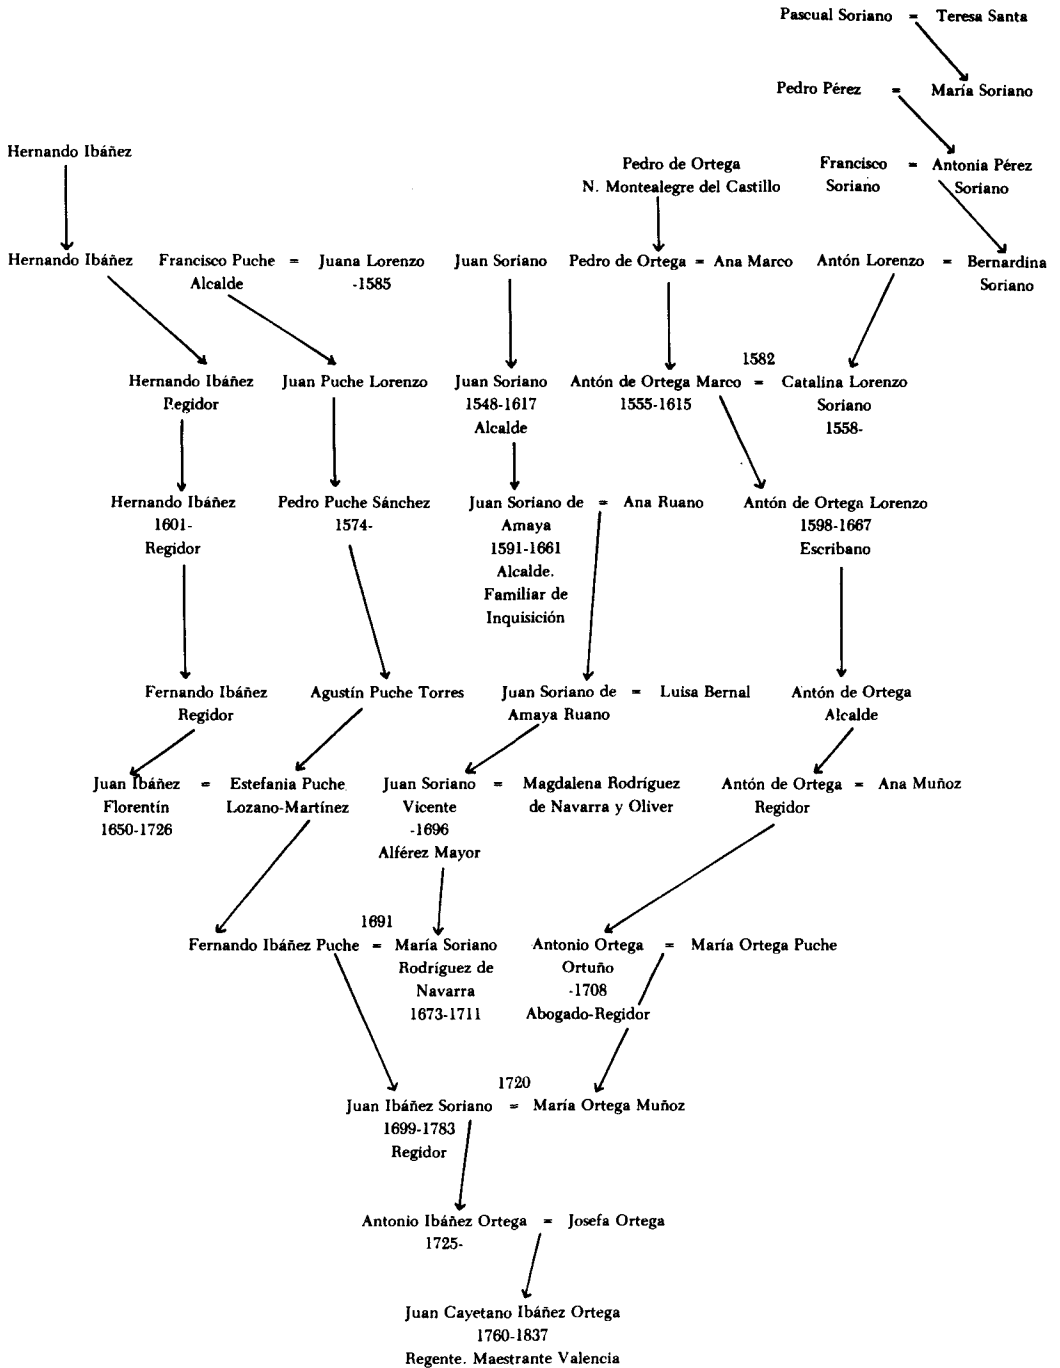 Pascual Soriano = Teresa Santa
Pedro Pérez = María Soriano
Hernando Ibáñez
Pedro de Ortega
N. Montealegre del Castillo
Francisco
Soriano
= Antonia Pérez
Soriano
Hernando Ibáñez
Francisco Puche = Juana Lorenzo
Alcalde
-1585
Juan Soriano
Pedro de Ortega = Ana Marco
Antón Lorenzo = Bernardina
Soriano
Hernando Ibáñez
Regidor
Juan Puche Lorenzo
Juan Soriano
1548-1617
Alcalde
1582
Antón de Ortega Marco = Catalina Lorenzo
1555-1615
Soriano
1558-
Hernando Ibáñez
1601-
Regidor
Pedro Puche Sánchez
1574-
Juan Soriano de = Ana Ruano
Amaya
1591-1661
Alcalde.
Familiar de
Inquisición
Antón de Ortega Lorenzo
1598-1667
Escribano
Fernando Ibáñez
Regidor
Agustín Puche Torres
Juan Soriano de = Luisa Bernal
Amaya Ruano
Antón de Ortega
Alcalde
Juan Ibáñez = Estefania Puche
Florentín
1650-1726
Lozano-Martínez
Juan Soriano = Magdalena Rodríguez
Vicente
-1696
Alférez Mayor
de Navarra y Oliver
Antón de Ortega = Ana Muñoz
Regidor
1691
Fernando Ibáñez Puche = María Soriano
Rodríguez de
Navarra
1673-1711
Antonio Ortega = María Ortega Puche
Ortuño
-1708
Abogado-Regidor
1720
Juan Ibáñez Soriano = María Ortega Muñoz
1699-1783
Regidor
Antonio Ibáñez Ortega = Josefa Ortega
1725-
Juan Cayetano Ibáñez Ortega
1760-1837
Regente. Maestrante Valencia